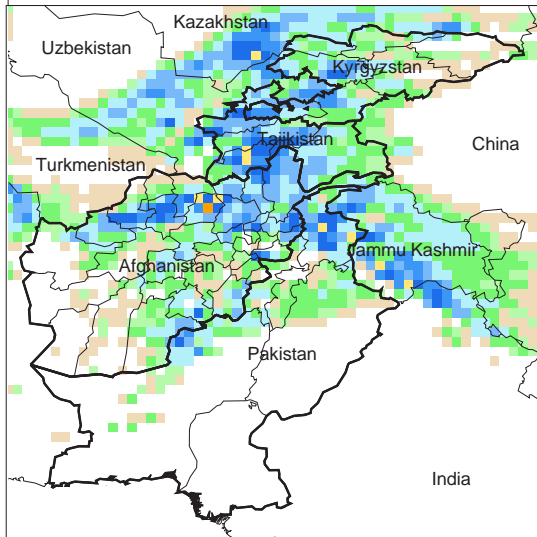 Kazakhstan
Uzbekistan
Kyrgyzstan
Tajikistan
China
Turkmenistan
Jammu Kashmir
Afghanistan
Pakistan
India